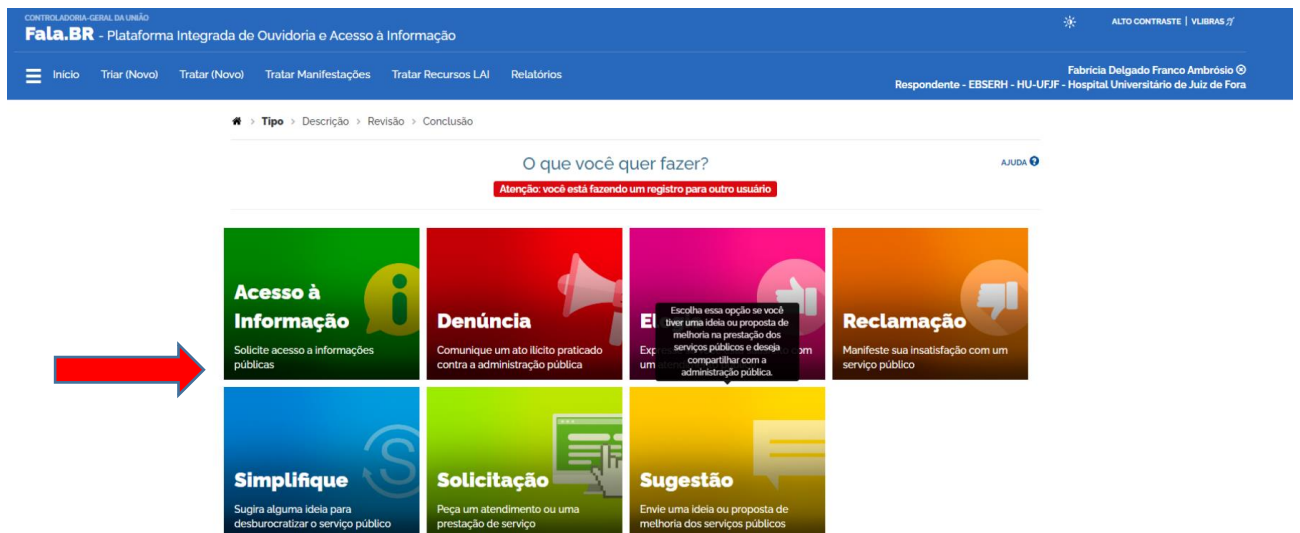 CONTROLADORIA-GERAL DA UNIÃO
Fala.BR - Plataforma Integrada de Ouvidoria e Acesso à Informação
ALTO CONTRASTE | VLIBRAS
Início Triar (Novo) Tratar (Novo) Tratar Manifestações Tratar Recursos LAI Relatórios
Fabrícia Delgado Franco Ambrósio
Respondente - EBSERH - HU-UFJF - Hospital Universitário de Juiz de Fora
> Tipo > Descrição > Revisão > Conclusão
O que você quer fazer?
AJUDA
Atenção: você está fazendo um registro para outro usuário
Acesso à
Informação
Solicite acesso a informações
públicas
Denúncia
Comunique um ato ilícito praticado
contra a administração pública
Escolha essa opção se você
tiver uma ideia ou proposta de
melhoria na prestação dos
serviços públicos e deseja
compartilhar com a
administração pública.
Reclamação
Manifeste sua insatisfação com um
serviço público
Simplifique
Sugira alguma ideia para
desburocratizar o serviço público
Solicitação
Peça um atendimento ou uma
prestação de serviço
Sugestão
Envie uma ideia ou proposta de
melhoria dos serviços públicos